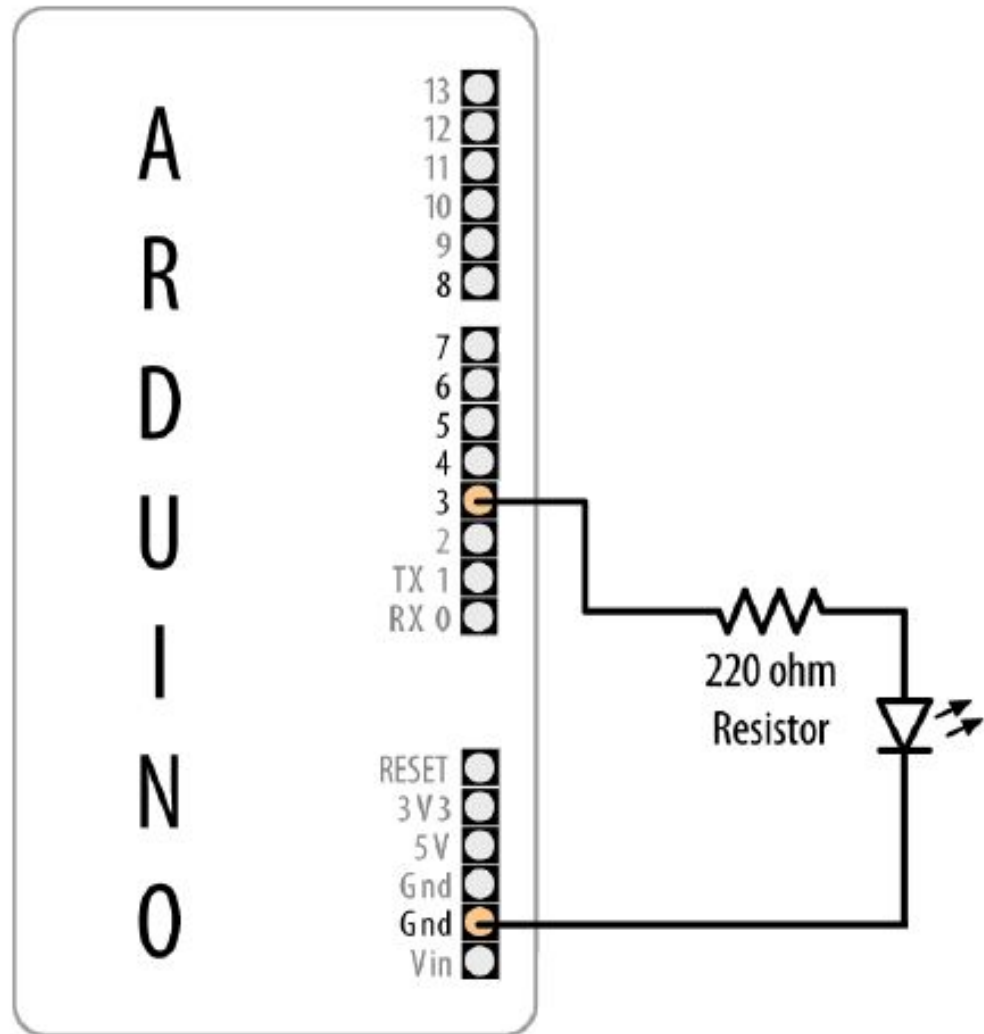 ARDUINO
13
12
11
10
9
8
7
6
5
4
3
2
TX 1
RX 0
220 ohm
Resistor
RESET
3V3
5V
Gnd
Gnd
Vin